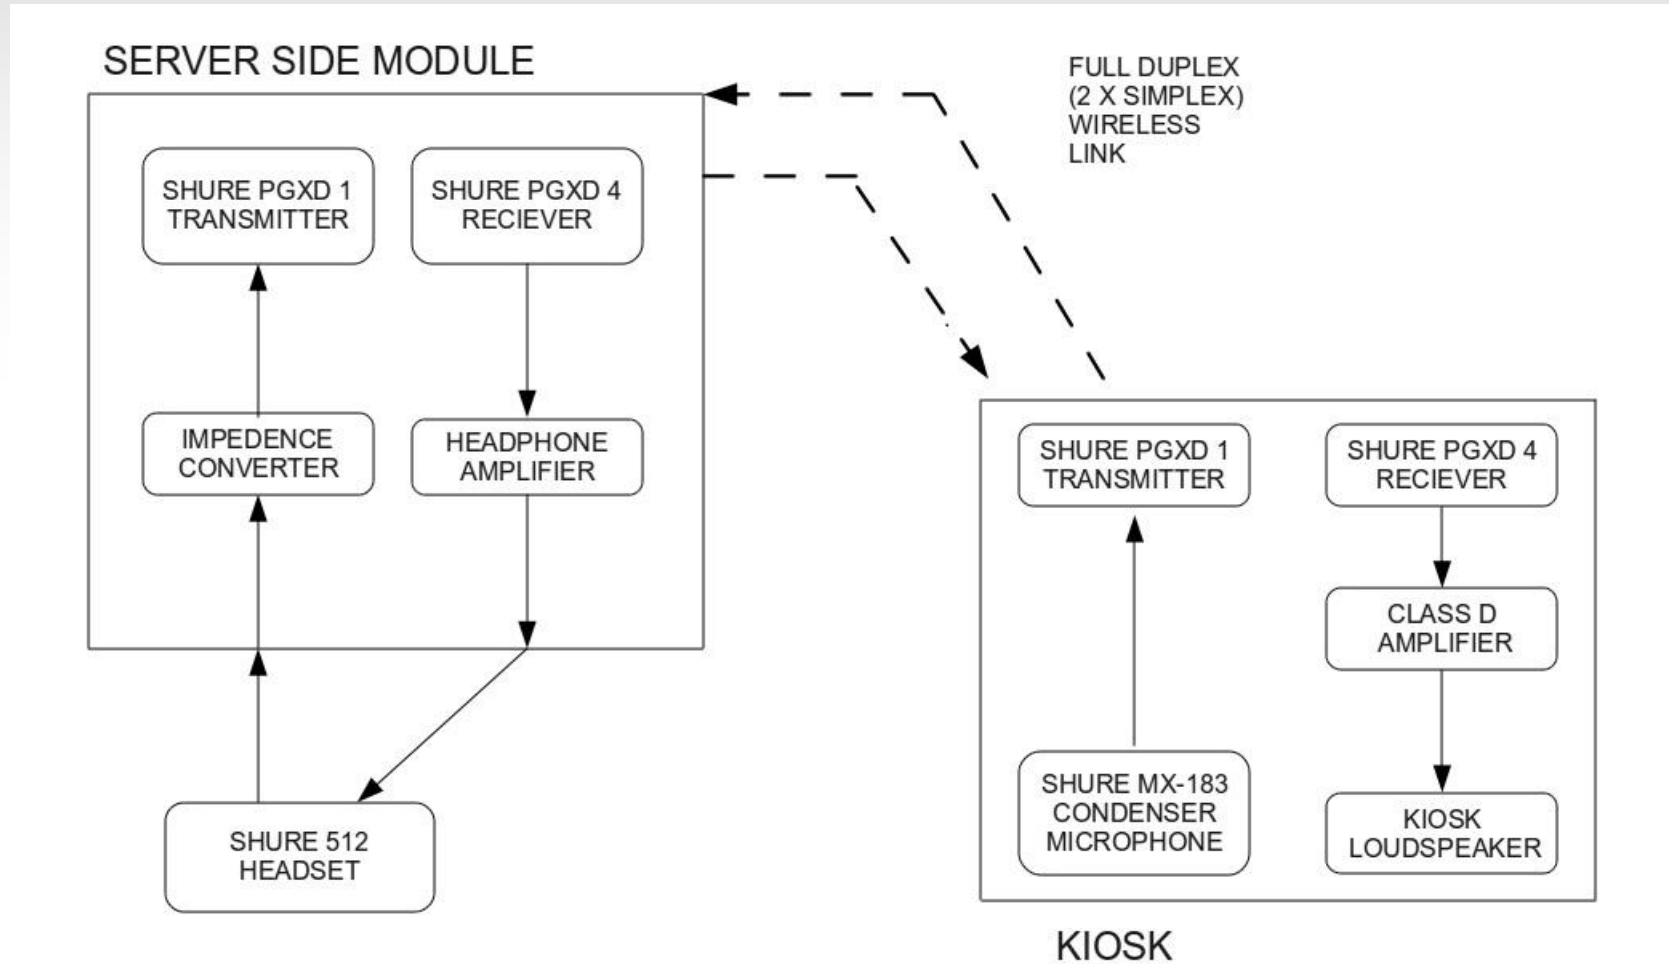 SERVER SIDE MODULE
FULL DUPLEX
(2 X SIMPLEX)
WIRELESS
LINK
SHURE PGXD 1
TRANSMITTER
SHURE PGXD 4
RECIEVER
IMPEDENCE
CONVERTER
HEADPHONE
AMPLIFIER
SHURE 512
HEADSET
SHURE PGXD 1
TRANSMITTER
SHURE PGXD 4
RECIEVER
CLASS D
AMPLIFIER
SHURE MX-183
CONDENSER
MICROPHONE
KIOSK
LOUDSPEAKER
KIOSK